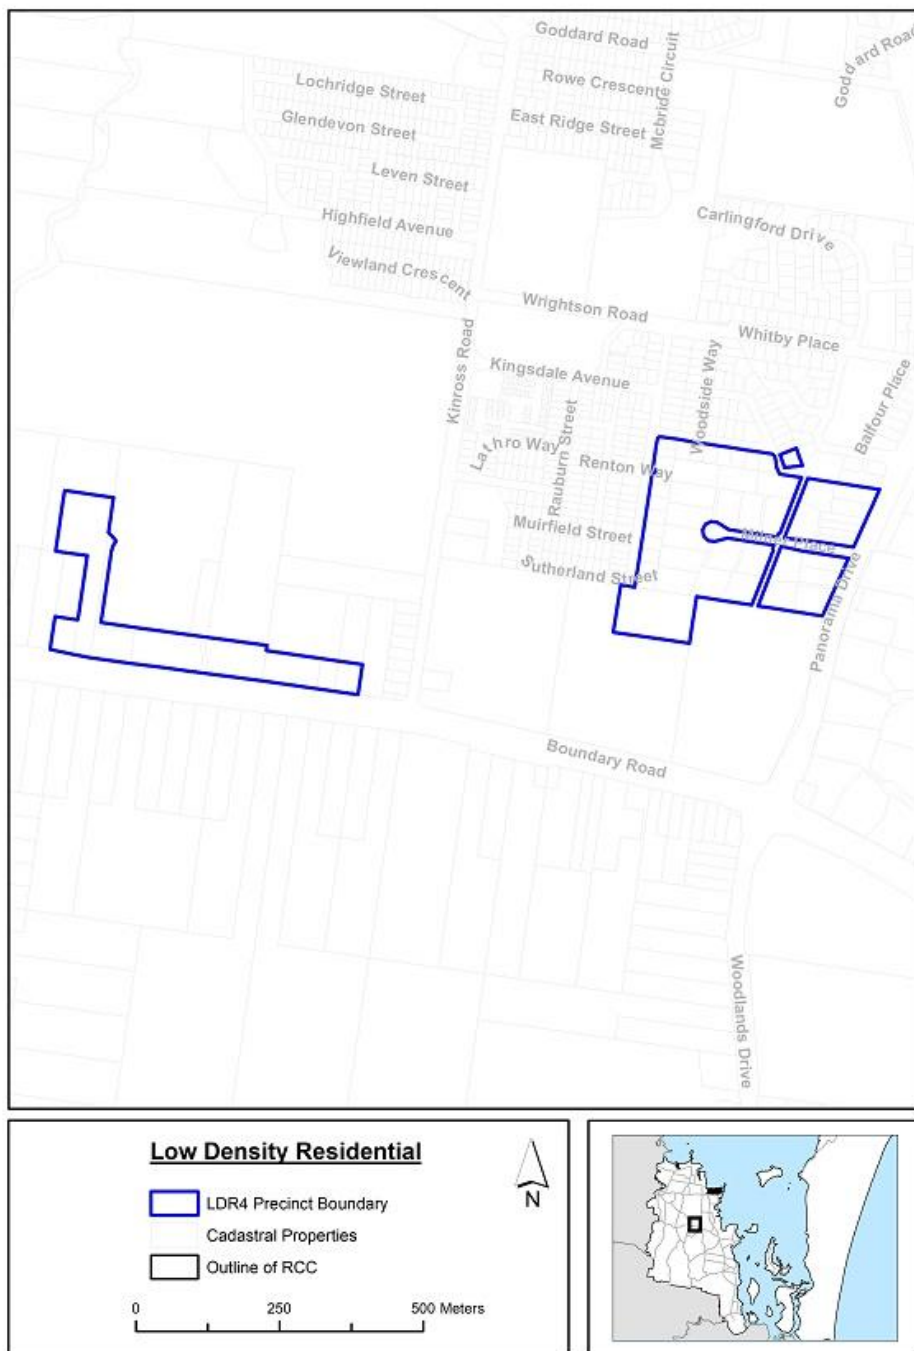 Goddard Road
Goddard Road
Rowe Crescent
Mcbride Circuit
Lochridge Street
Glendevon Street
East Ridge Street
Leven Street
Highfield Avenue
Carlingford Drive
Viewland Crescent
Wrightson Road
Whitby Place
Kinross Road
Kingsdale Avenue
Woodside Way
Balfour Place
Rauburn Street
Renton Way
Muirfield Street
Milner Place
Sutherland Street
Panorama Drive
Boundary Road
Woodlands Drive
Low Density Residential
LDR4 Precinct Boundary
Cadastral Properties
Outline of RCC
N
0 250 500 Meters